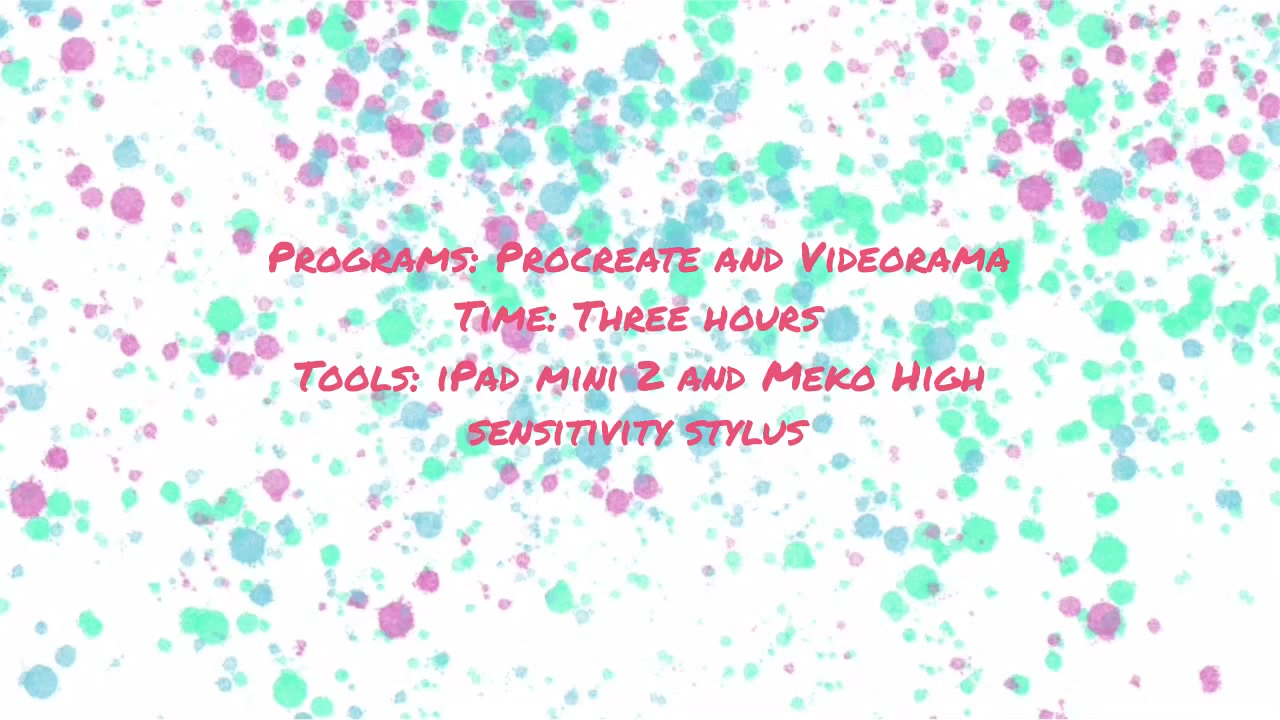 Programs: Procreate and Videorama
Time: Three hours
Tools: iPad mini 2 and Meko High
sensitivity stylus